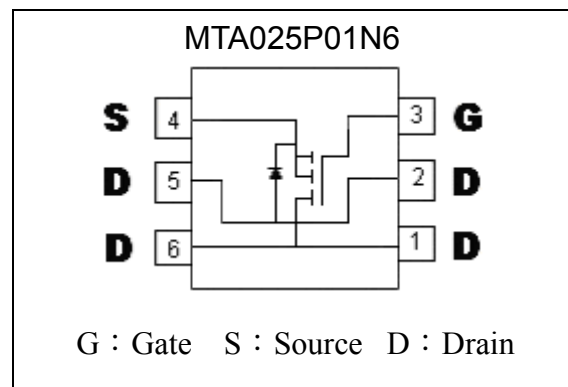 MTA025P01N6
S 4 3 G
D 5 2 D
D 6 1 D
G：Gate S：Source D：Drain